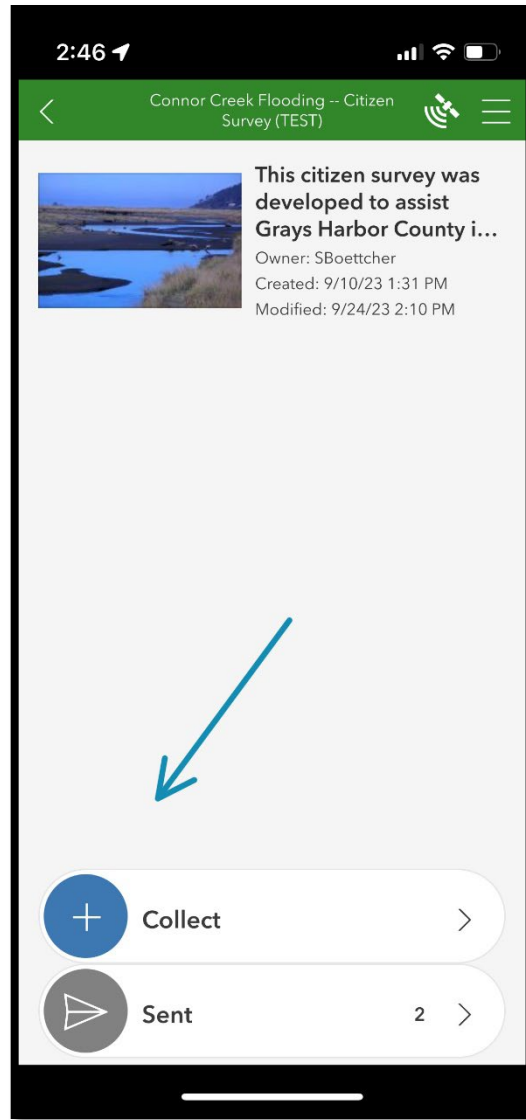 2:46
Connor Creek Flooding -- Citizen
Survey (TEST)
This citizen survey was
developed to assist
Grays Harbor County i...
Owner: SBoettcher
Created: 9/10/23 1:31 PM
Modified: 9/24/23 2:10 PM
Collect
Sent 2